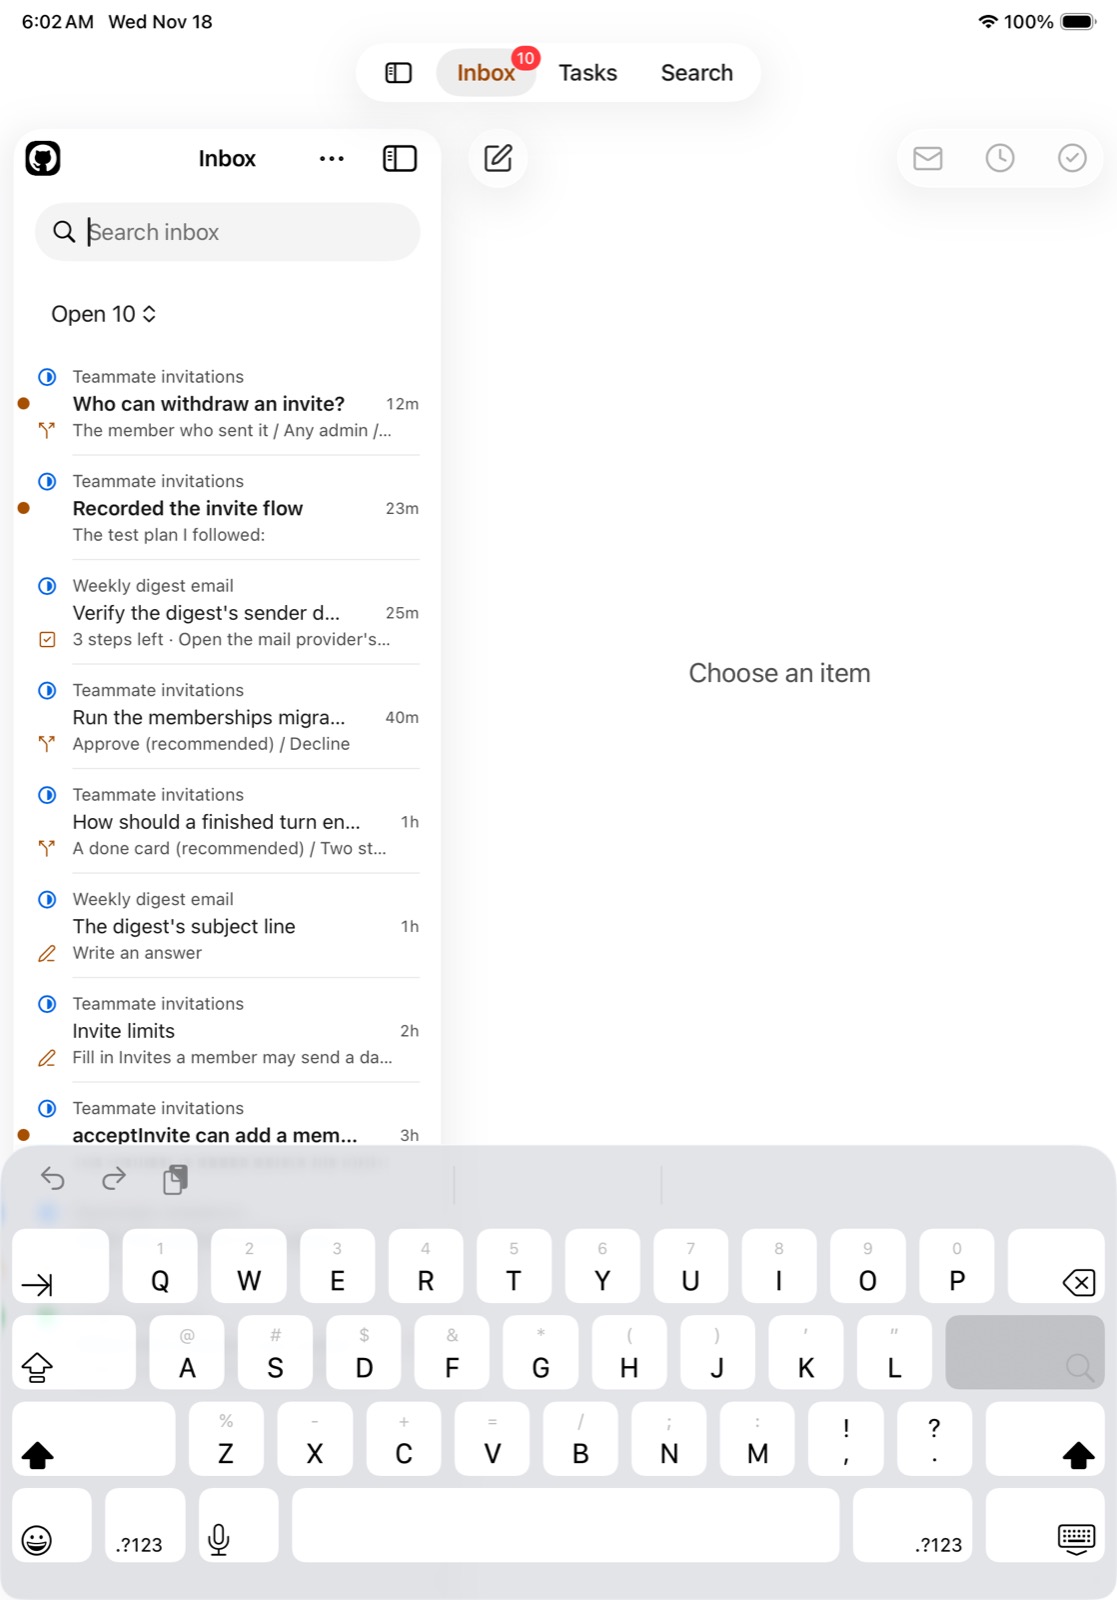 6:02 AM Wed Nov 18
100%
Inbox 10 Tasks Search
Inbox
Search inbox
Open 10
Teammate invitations
Who can withdraw an invite? 12m
The member who sent it / Any admin /...
Teammate invitations
Recorded the invite flow 23m
The test plan I followed:
Weekly digest email
Verify the digest's sender d... 25m
3 steps left · Open the mail provider's...
Teammate invitations
Run the memberships migra... 40m
Approve (recommended) / Decline
Teammate invitations
How should a finished turn en... 1h
A done card (recommended) / Two st...
Weekly digest email
The digest's subject line 1h
Write an answer
Teammate invitations
Invite limits 2h
Fill in Invites a member may send a da...
Teammate invitations
acceptInvite can add a mem... 3h
Choose an item
1 2 3 4 5 6 7 8 9 0
Q W E R T Y U I O P
@ # $ & * ( ) ' "
A S D F G H J K L
% - + = / ; : ! ?
Z X C V B N M , .
.?123 .?123